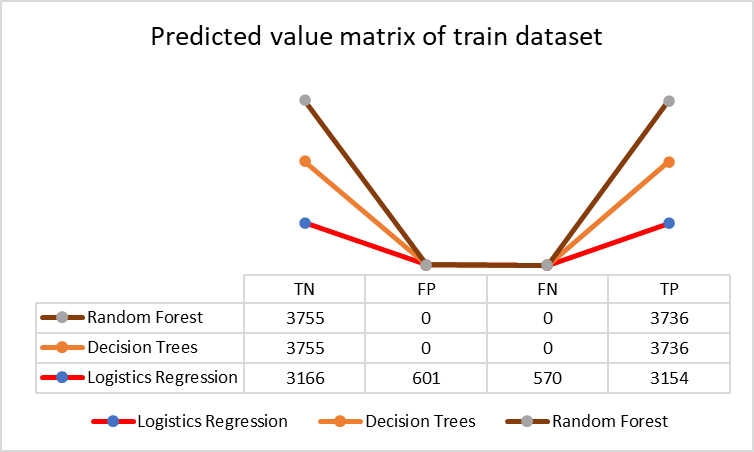 Predicted value matrix of train dataset
TN FP FN TP
Random Forest 3755 0 0 3736
Decision Trees 3755 0 0 3736
Logistics Regression 3166 601 570 3154
Logistics Regression Decision Trees Random Forest